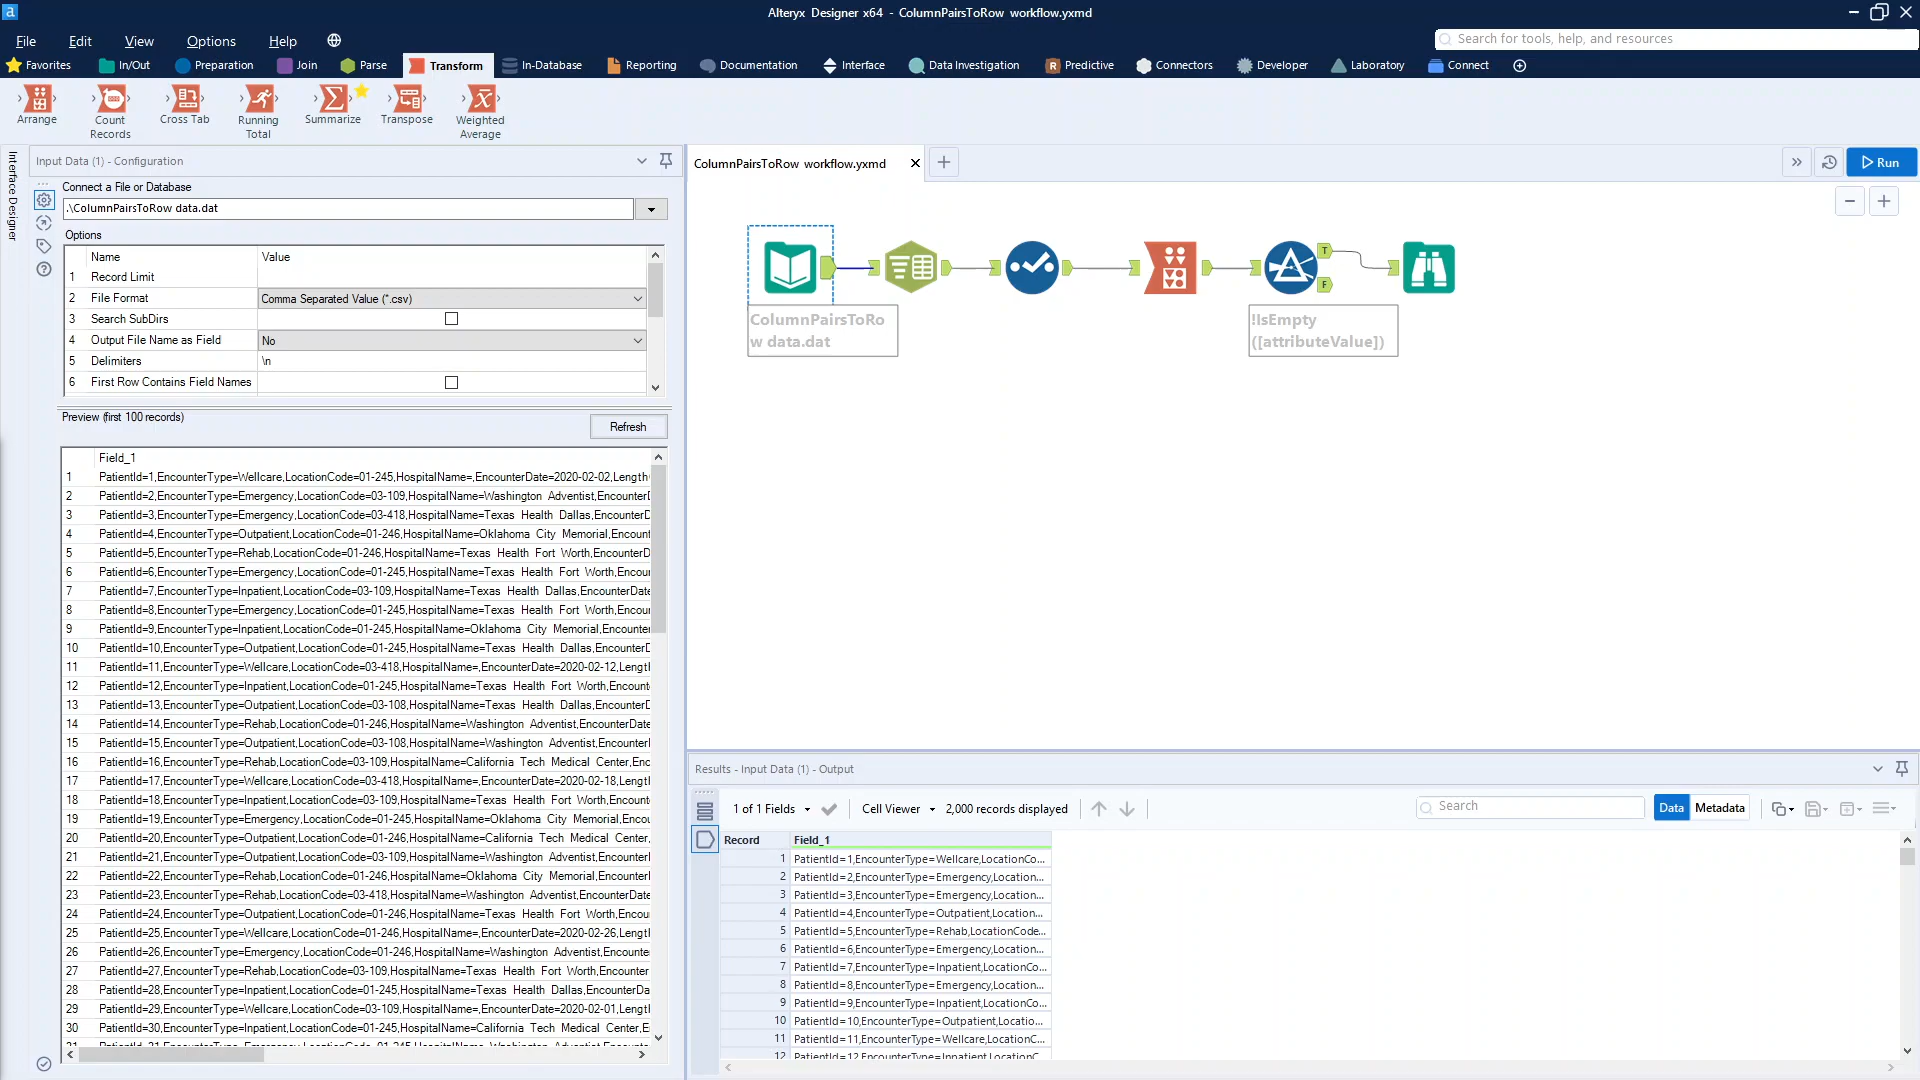 Alteryx Designer x64 - ColumnPairsToRow workflow.yxmd
File Edit View Options Help
Search for tools, help, and resources
Favorites In/Out Preparation Join Parse Transform In-Database Reporting Documentation Interface Data Investigation Predictive Connectors Developer Laboratory Connect
Arrange
Count
Records
Cross Tab
Running
Total
Summarize
Transpose
Weighted
Average
Interface Designer
Input Data (1) - Configuration
Connect a File or Database
.\ColumnPairsToRow data.dat
Options
Name Value
1 Record Limit
2 File Format Comma Separated Value (*.csv)
3 Search SubDirs
4 Output File Name as Field No
5 Delimiters \n
6 First Row Contains Field Names
Preview (first 100 records)
Refresh
Field_1
1 PatientId=1,EncounterType=Wellcare,LocationCode=01-245,HospitalName=,EncounterDate=2020-02-02,Length
2 PatientId=2,EncounterType=Emergency,LocationCode=03-109,HospitalName=Washington Adventist,EncounterD
3 PatientId=3,EncounterType=Emergency,LocationCode=03-418,HospitalName=Texas Health Dallas,EncounterD
4 PatientId=4,EncounterType=Outpatient,LocationCode=01-246,HospitalName=Oklahoma City Memorial,Encount
5 PatientId=5,EncounterType=Rehab,LocationCode=01-246,HospitalName=Texas Health Fort Worth,EncounterD
6 PatientId=6,EncounterType=Emergency,LocationCode=01-245,HospitalName=Texas Health Fort Worth,Encou
7 PatientId=7,EncounterType=Inpatient,LocationCode=03-109,HospitalName=Texas Health Dallas,EncounterDate
8 PatientId=8,EncounterType=Emergency,LocationCode=01-245,HospitalName=Texas Health Fort Worth,Encou
9 PatientId=9,EncounterType=Inpatient,LocationCode=01-245,HospitalName=Oklahoma City Memorial,Encounte
10 PatientId=10,EncounterType=Outpatient,LocationCode=01-245,HospitalName=Texas Health Dallas,EncounterD
11 PatientId=11,EncounterType=Wellcare,LocationCode=03-418,HospitalName=,EncounterDate=2020-02-12,Lengt
12 PatientId=12,EncounterType=Inpatient,LocationCode=01-245,HospitalName=Texas Health Fort Worth,Encount
13 PatientId=13,EncounterType=Outpatient,LocationCode=03-108,HospitalName=Texas Health Dallas,EncounterD
14 PatientId=14,EncounterType=Rehab,LocationCode=01-246,HospitalName=Washington Adventist,EncounterDate
15 PatientId=15,EncounterType=Outpatient,LocationCode=03-108,HospitalName=Washington Adventist,Encounter
16 PatientId=16,EncounterType=Rehab,LocationCode=03-109,HospitalName=California Tech Medical Center,Enc
17 PatientId=17,EncounterType=Wellcare,LocationCode=03-418,HospitalName=,EncounterDate=2020-02-18,Lengt
18 PatientId=18,EncounterType=Inpatient,LocationCode=03-109,HospitalName=Texas Health Fort Worth,Encount
19 PatientId=19,EncounterType=Emergency,LocationCode=01-245,HospitalName=Oklahoma City Memorial,Encou
20 PatientId=20,EncounterType=Outpatient,LocationCode=01-246,HospitalName=California Tech Medical Center,
21 PatientId=21,EncounterType=Outpatient,LocationCode=03-109,HospitalName=Washington Adventist,Encounter
22 PatientId=22,EncounterType=Rehab,LocationCode=01-246,HospitalName=Oklahoma City Memorial,Encounterl
23 PatientId=23,EncounterType=Rehab,LocationCode=03-418,HospitalName=Washington Adventist,EncounterDate
24 PatientId=24,EncounterType=Outpatient,LocationCode=01-246,HospitalName=Texas Health Fort Worth,Encou
25 PatientId=25,EncounterType=Wellcare,LocationCode=01-246,HospitalName=,EncounterDate=2020-02-26,Lengt
26 PatientId=26,EncounterType=Emergency,LocationCode=01-246,HospitalName=Washington Adventist,Encounte
27 PatientId=27,EncounterType=Rehab,LocationCode=03-109,HospitalName=Texas Health Fort Worth,Encounter
28 PatientId=28,EncounterType=Inpatient,LocationCode=01-245,HospitalName=Texas Health Dallas,EncounterDa
29 PatientId=29,EncounterType=Wellcare,LocationCode=03-109,HospitalName=,EncounterDate=2020-02-01,Lengt
30 PatientId=30,EncounterType=Inpatient,LocationCode=01-245,HospitalName=California Tech Medical Center,E
ColumnPairsToRow workflow.yxmd
Run
T
F
ColumnPairsToRo
w data.dat
!IsEmpty
([attributeValue])
Results - Input Data (1) - Output
1 of 1 Fields Cell Viewer 2,000 records displayed Search Data Metadata
Record Field_1
1 PatientId=1,EncounterType=Wellcare,LocationCo...
2 PatientId=2,EncounterType=Emergency,Location...
3 PatientId=3,EncounterType=Emergency,Location...
4 PatientId=4,EncounterType=Outpatient,Location...
5 PatientId=5,EncounterType=Rehab,LocationCode...
6 PatientId=6,EncounterType=Emergency,Location...
7 PatientId=7,EncounterType=Inpatient,LocationCo...
8 PatientId=8,EncounterType=Emergency,Location...
9 PatientId=9,EncounterType=Inpatient,LocationCo...
10 PatientId=10,EncounterType=Outpatient,Locatio...
11 PatientId=11,EncounterType=Wellcare,LocationC...
12 PatientId=12,EncounterType=Inpatient,LocationC